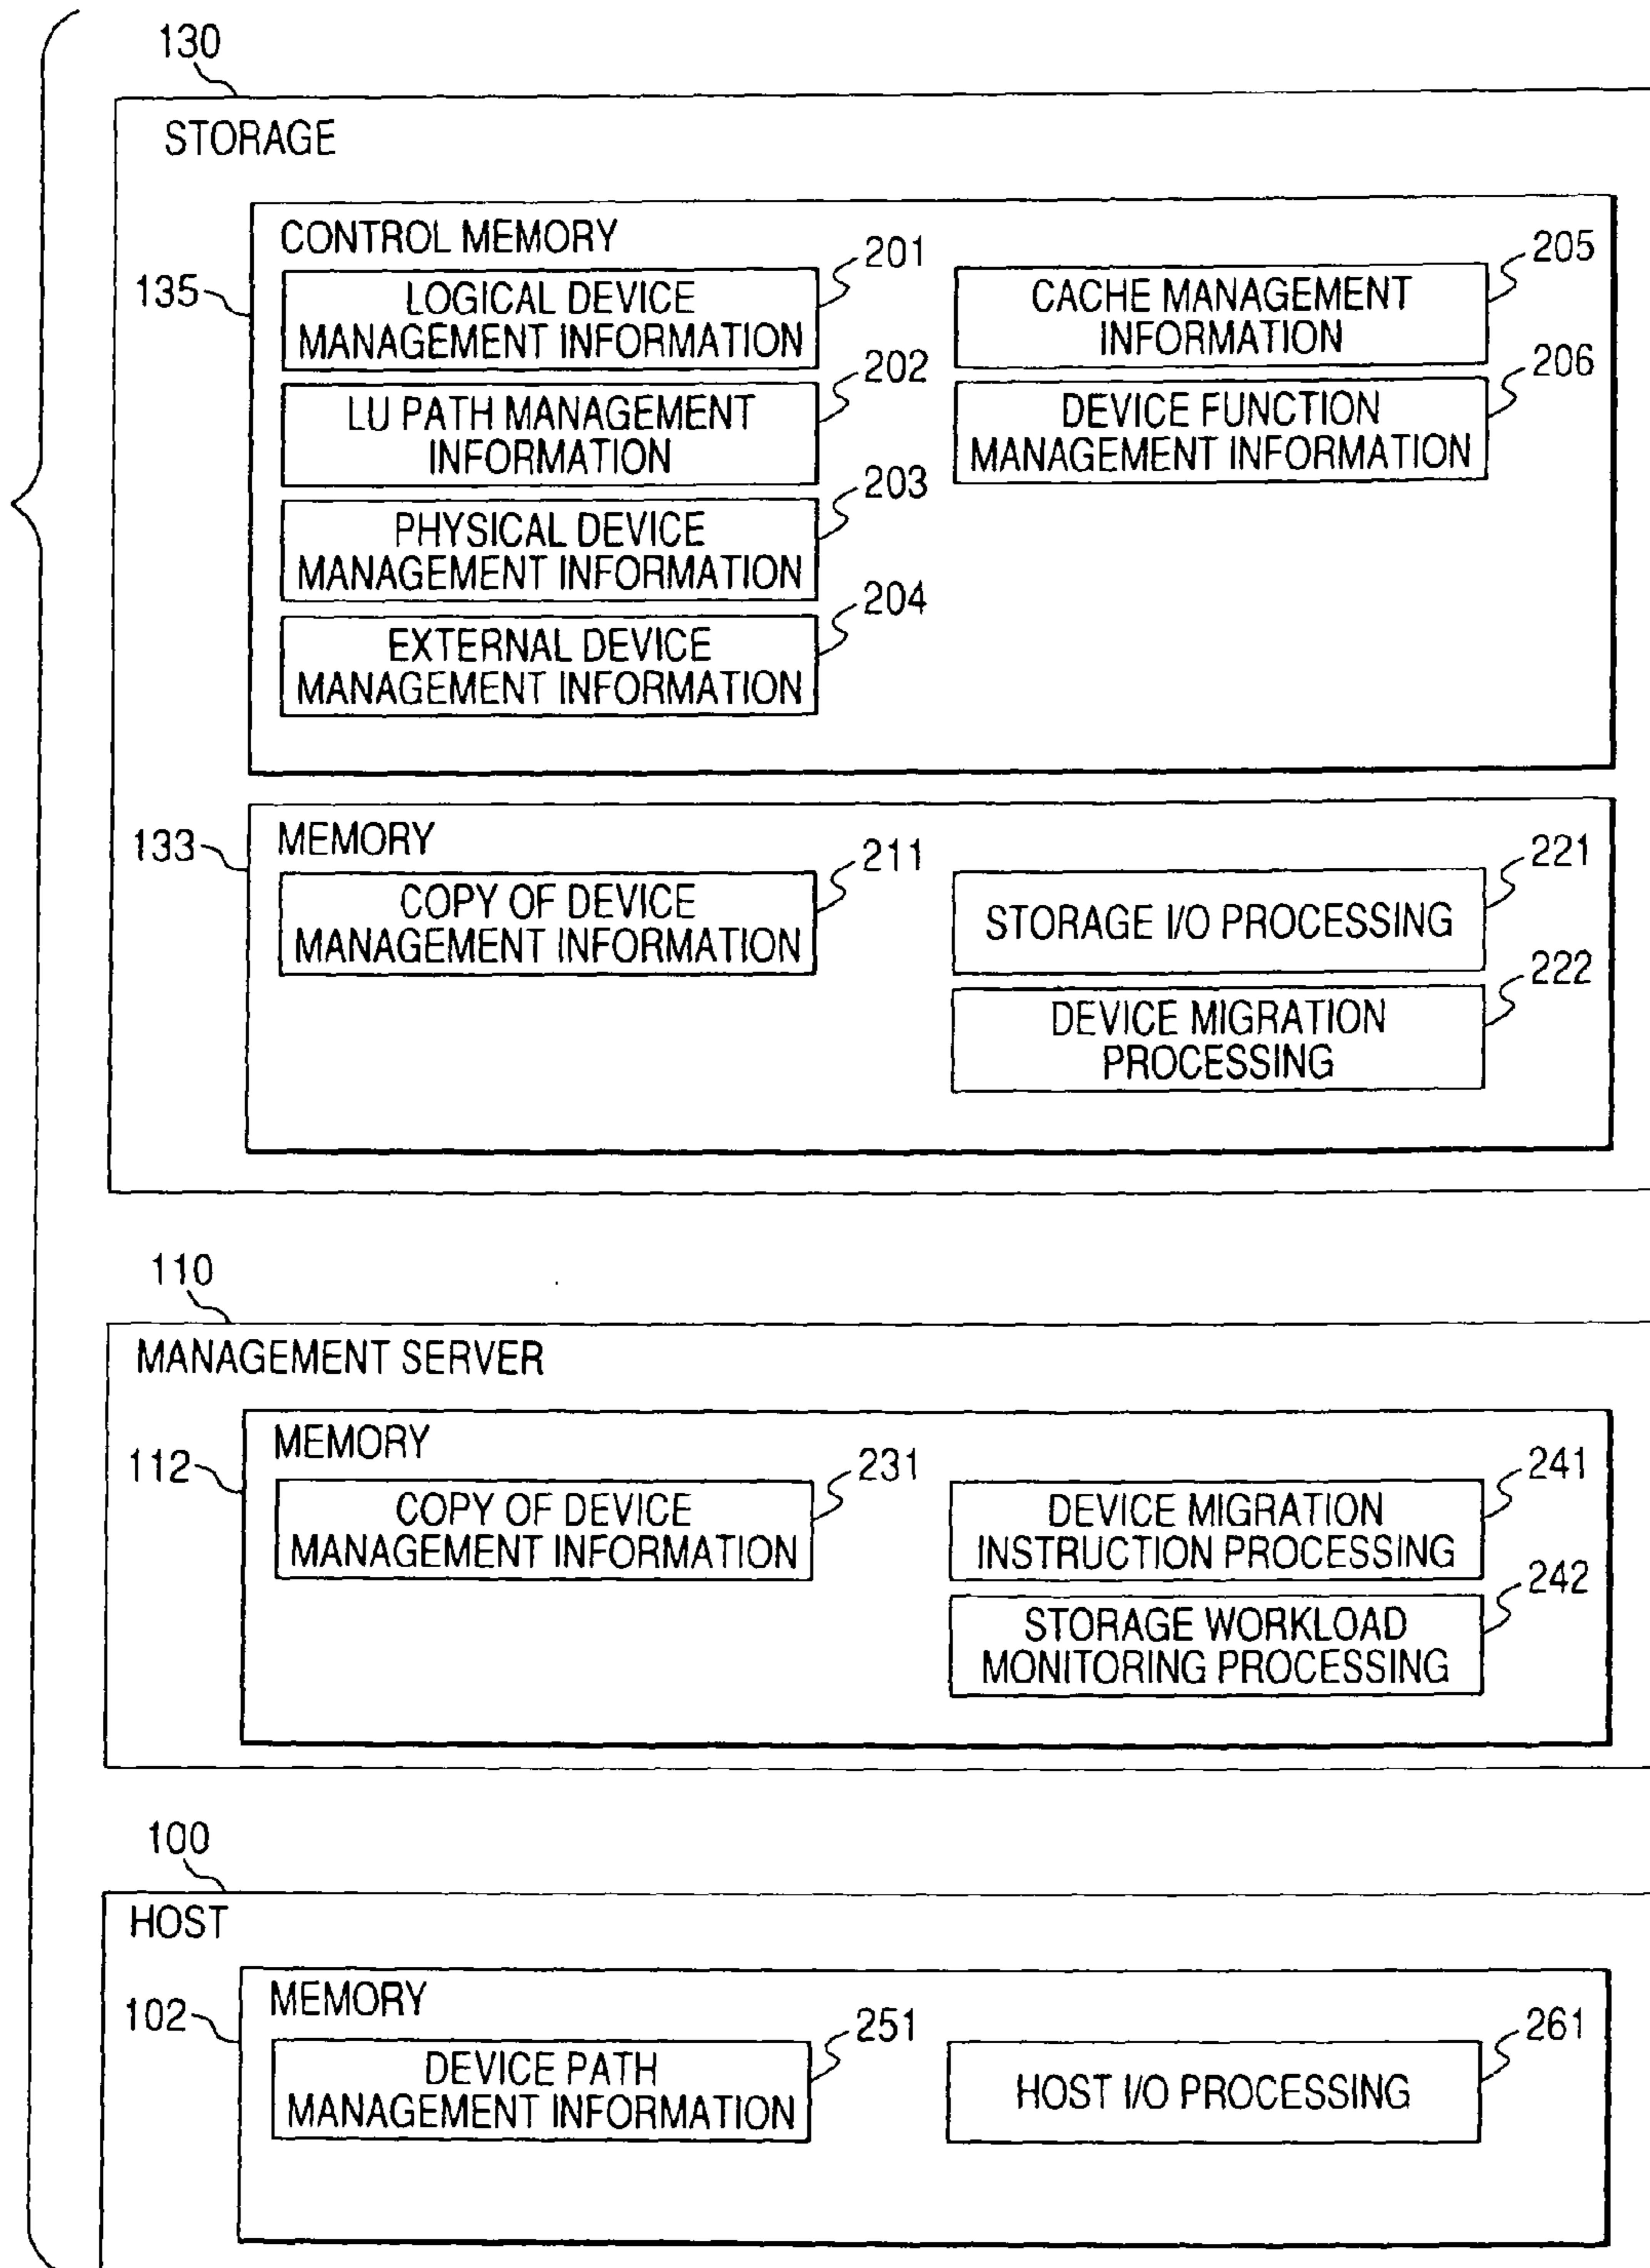 130
STORAGE
CONTROL MEMORY
135
201
LOGICAL DEVICE
MANAGEMENT INFORMATION
202
LU PATH MANAGEMENT
INFORMATION
203
PHYSICAL DEVICE
MANAGEMENT INFORMATION
204
EXTERNAL DEVICE
MANAGEMENT INFORMATION
205
CACHE MANAGEMENT
INFORMATION
206
DEVICE FUNCTION
MANAGEMENT INFORMATION
133
MEMORY
211
COPY OF DEVICE
MANAGEMENT INFORMATION
221
STORAGE I/O PROCESSING
222
DEVICE MIGRATION
PROCESSING
110
MANAGEMENT SERVER
112
MEMORY
231
COPY OF DEVICE
MANAGEMENT INFORMATION
241
DEVICE MIGRATION
INSTRUCTION PROCESSING
242
STORAGE WORKLOAD
MONITORING PROCESSING
100
HOST
102
MEMORY
251
DEVICE PATH
MANAGEMENT INFORMATION
261
HOST I/O PROCESSING